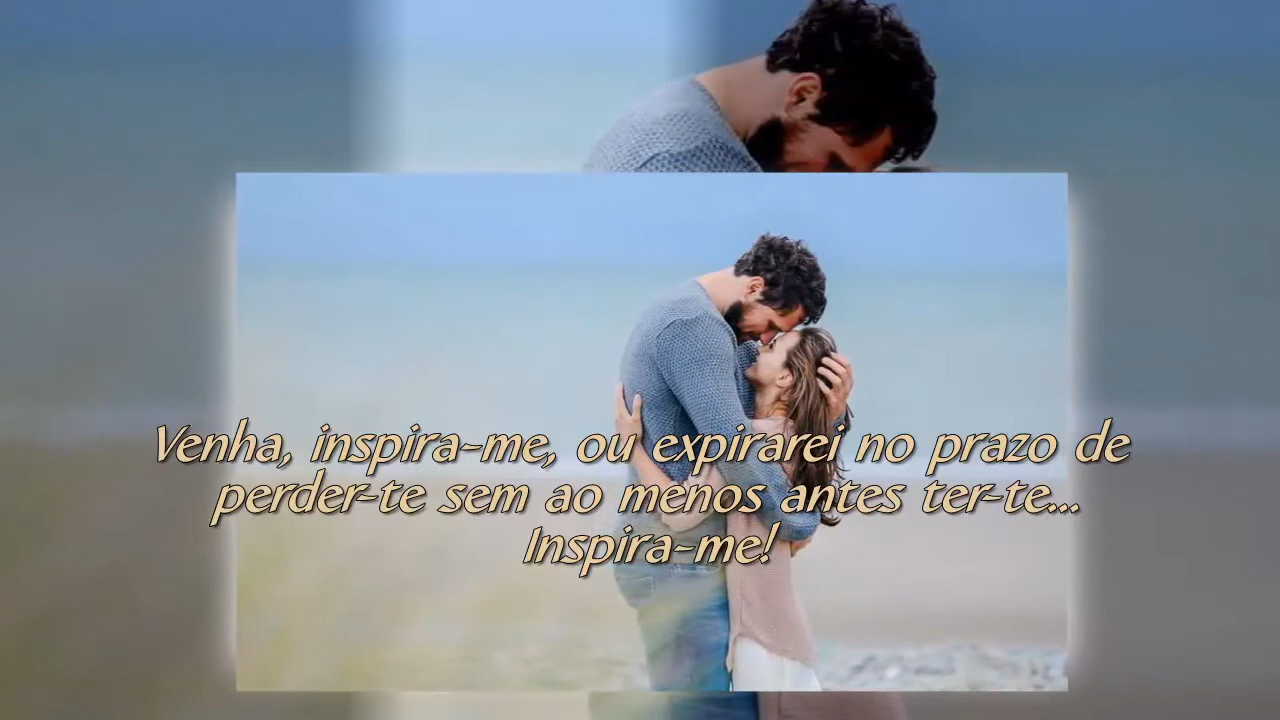 Venha, inspira-me, ou expirarei no prazo de
perder-te sem ao menos antes ter-te...
Inspira-me!